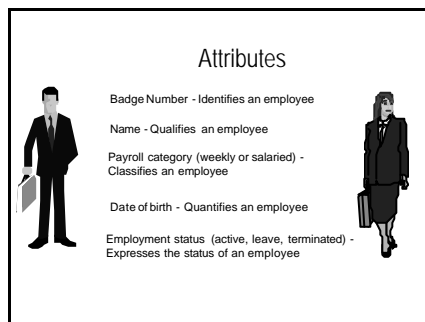 Attributes
Badge Number - Identifies an employee
Name - Qualifies an employee
Payroll category (weekly or salaried) -
Classifies an employee
Date of birth - Quantifies an employee
Employment status (active, leave, terminated) -
Expresses the status of an employee